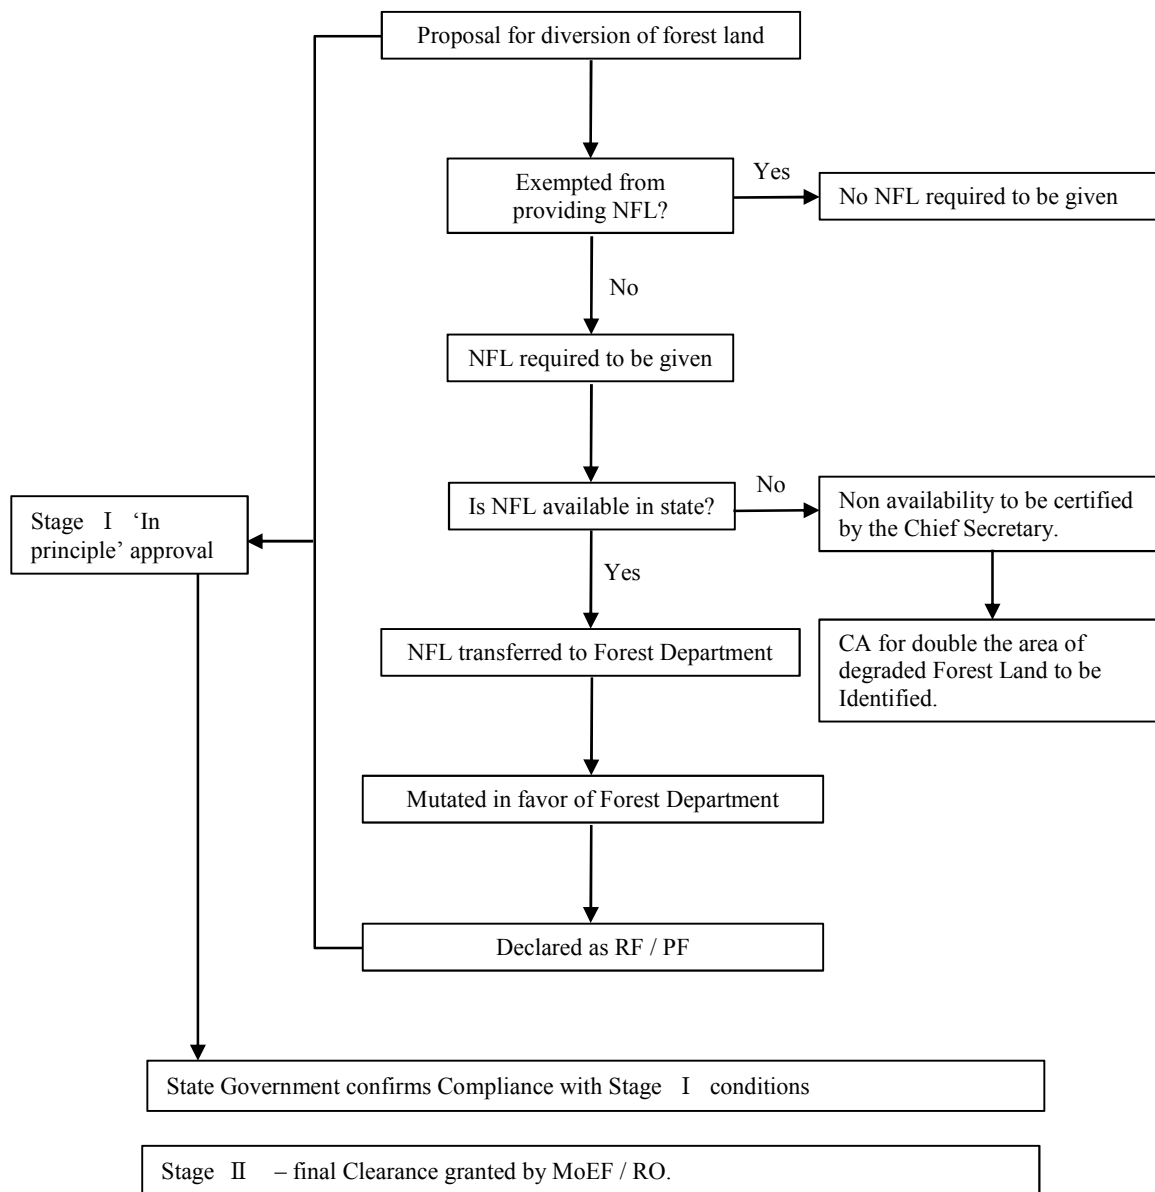 Proposal for diversion of forest land
Yes
Exempted from
providing NFL?
No NFL required to be given
No
NFL required to be given
No
Is NFL available in state?
Non availability to be certified
by the Chief Secretary.
Stage Ⅰ ‘In
principle’ approval
Yes
NFL transferred to Forest Department
CA for double the area of
degraded Forest Land to be
Identified.
Mutated in favor of Forest Department
Declared as RF / PF
State Government confirms Compliance with Stage Ⅰ conditions
Stage Ⅱ – final Clearance granted by MoEF / RO.